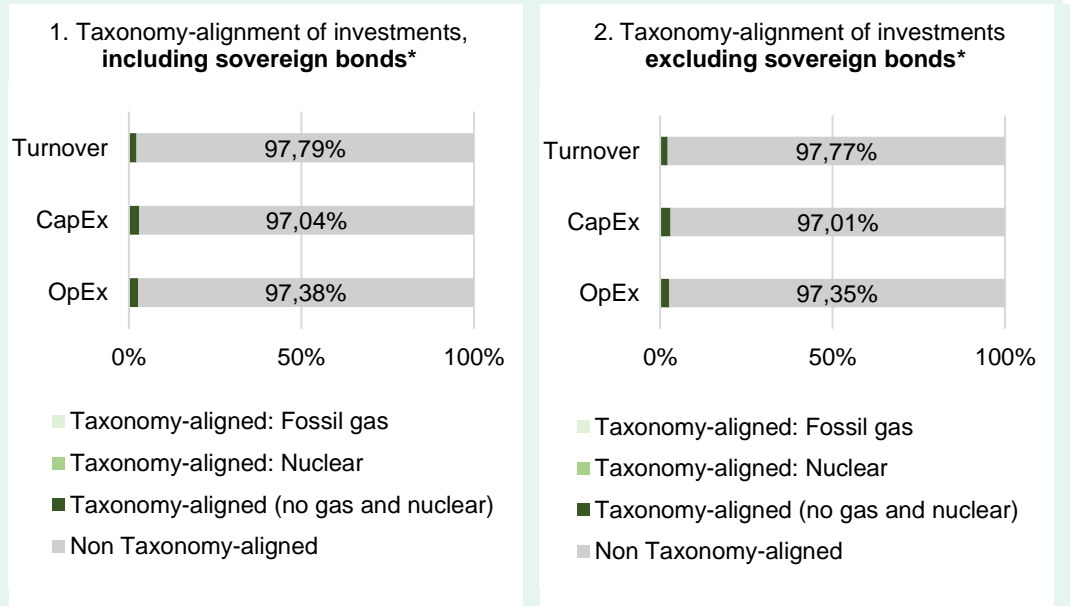 1. Taxonomy-alignment of investments,
including sovereign bonds*
Turnover
97,79%
CapEx
97,04%
OpEx
97,38%
0% 50% 100%
Taxonomy-aligned: Fossil gas
Taxonomy-aligned: Nuclear
Taxonomy-aligned (no gas and nuclear)
Non Taxonomy-aligned
2. Taxonomy-alignment of investments
excluding sovereign bonds*
Turnover
97,77%
CapEx
97,01%
OpEx
97,35%
0% 50% 100%
Taxonomy-aligned: Fossil gas
Taxonomy-aligned: Nuclear
Taxonomy-aligned (no gas and nuclear)
Non Taxonomy-aligned